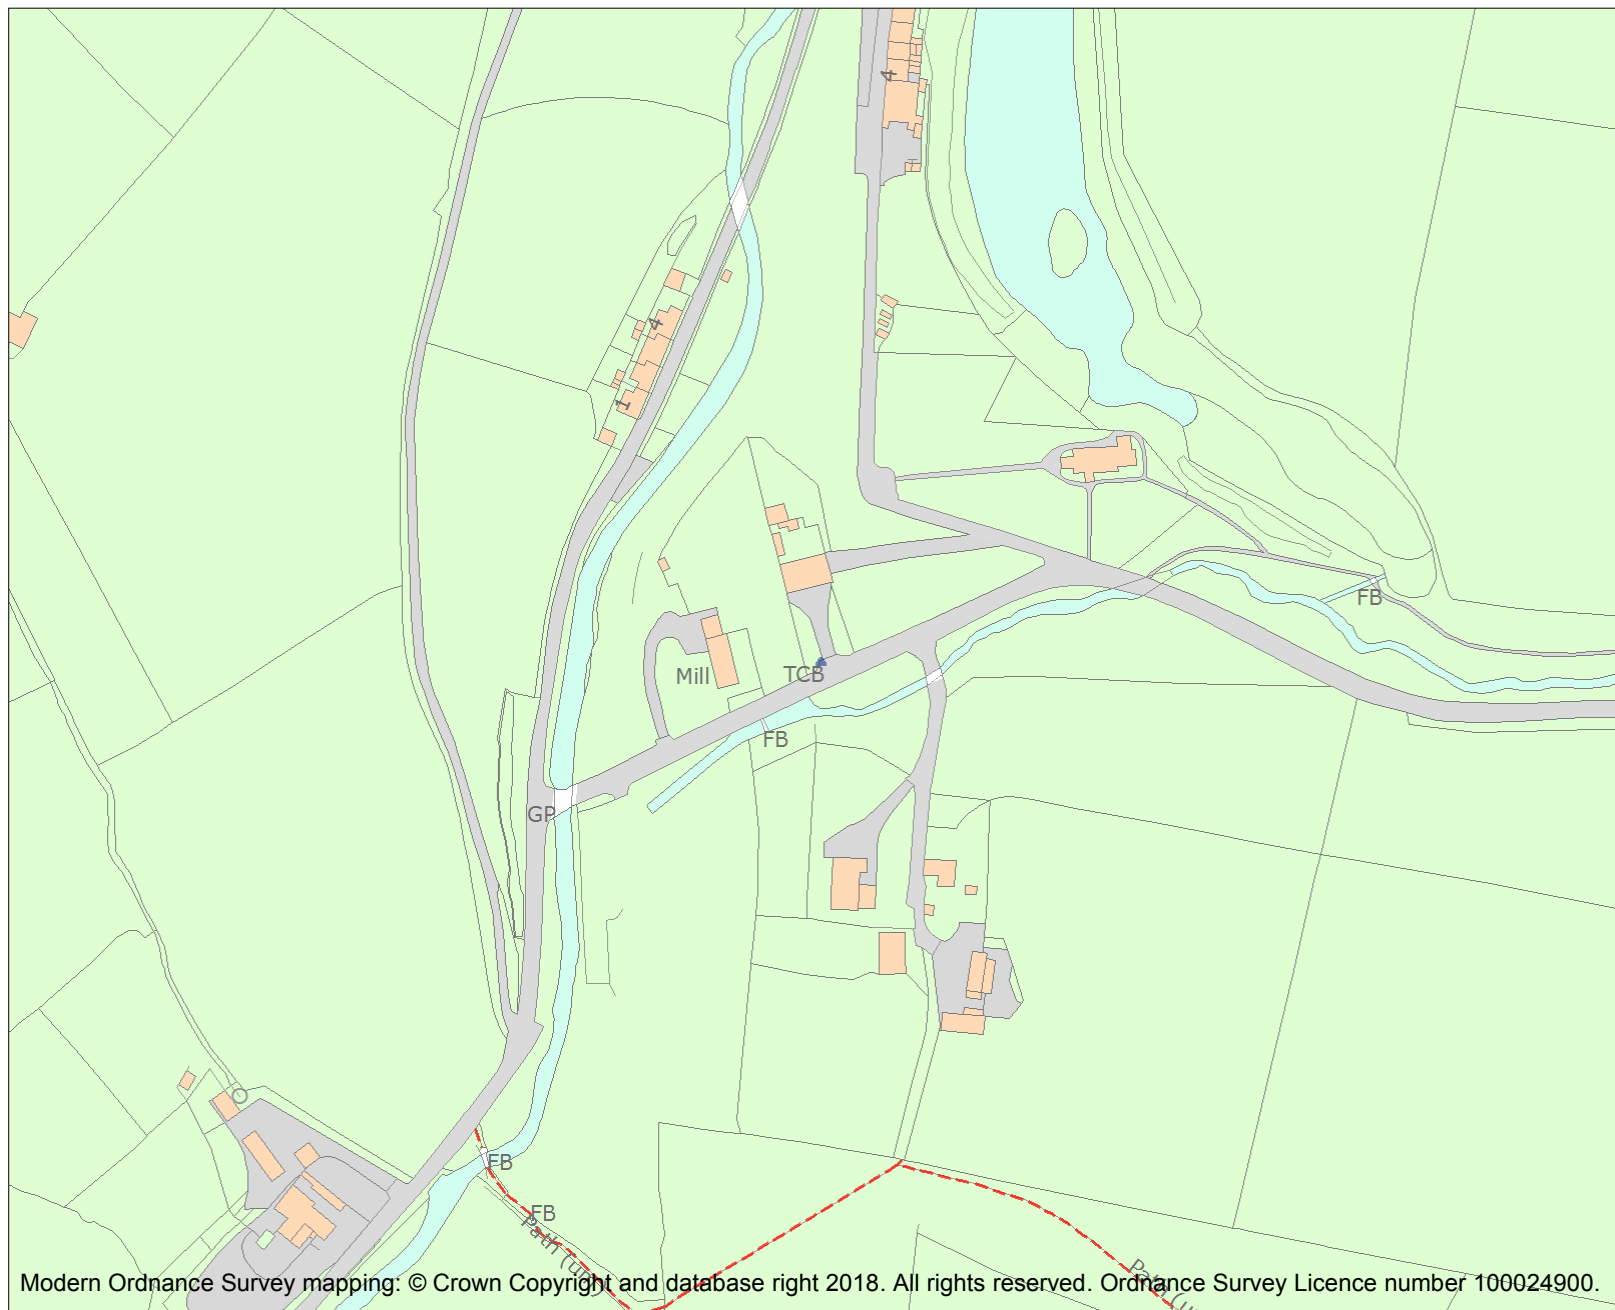 4
4
1
FB
Mill
TCB
FB
GP
FB
FB
Path (um)
Path (u
Modern Ordnance Survey mapping: © Crown Copyright and database right 2018. All rights reserved. Ordnance Survey Licence number 100024900.